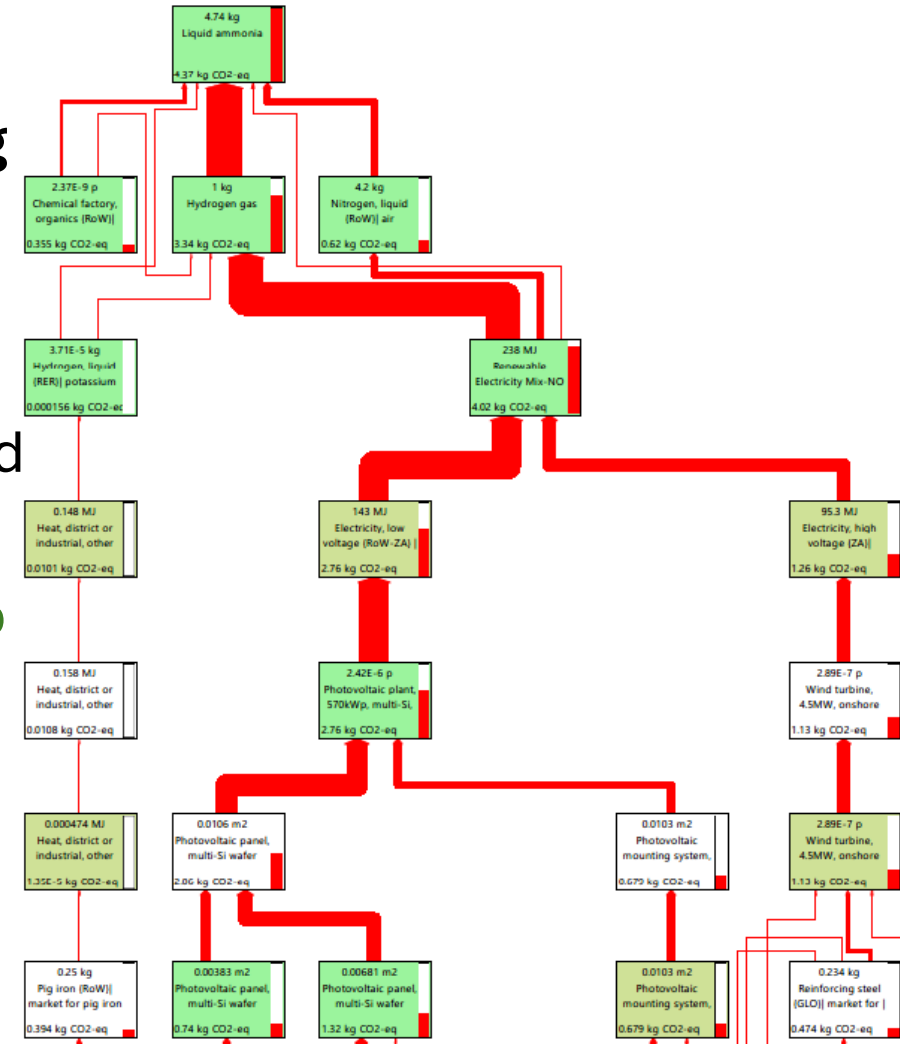 4.74 kg
Liquid ammonia
4.37 kg CO2-eq
g
2.37E-9 p
Chemical factory,
organics {RoW}|
0.355 kg CO2-eq
1 kg
Hydrogen gas
3.34 kg CO2-eq
4.2 kg
Nitrogen, liquid
{RoW}| air
0.62 kg CO2-eq
3.71E-5 kg
Hydrogen, liquid
{RER}| potassium
0.000156 kg CO2-eq
238 MJ
Renewable
Electricity Mix-NO
4.02 kg CO2-eq
d
0.148 MJ
Heat, district or
industrial, other
0.0101 kg CO2-eq
143 MJ
Electricity, low
voltage {RoW-ZA} |
2.76 kg CO2-eq
95.3 MJ
Electricity, high
voltage {ZA}|
1.26 kg CO2-eq
0.158 MJ
Heat, district or
industrial, other
0.0108 kg CO2-eq
2.42E-6 p
Photovoltaic plant,
570kWp, multi-Si,
2.76 kg CO2-eq
2.89E-7 p
Wind turbine,
4.5MW, onshore
1.13 kg CO2-eq
0.000474 MJ
Heat, district or
industrial, other
1.35E-5 kg CO2-eq
0.0106 m2
Photovoltaic panel,
multi-Si wafer
2.06 kg CO2-eq
0.0103 m2
Photovoltaic
mounting system,
0.679 kg CO2-eq
2.89E-7 p
Wind turbine,
4.5MW, onshore
1.13 kg CO2-eq
0.25 kg
Pig iron {RoW}|
market for pig iron
0.394 kg CO2-eq
0.00383 m2
Photovoltaic panel,
multi-Si wafer
0.74 kg CO2-eq
0.00681 m2
Photovoltaic panel,
multi-Si wafer
1.32 kg CO2-eq
0.0103 m2
Photovoltaic
mounting system,
0.679 kg CO2-eq
0.234 kg
Reinforcing steel
{GLO}| market for |
0.474 kg CO2-eq